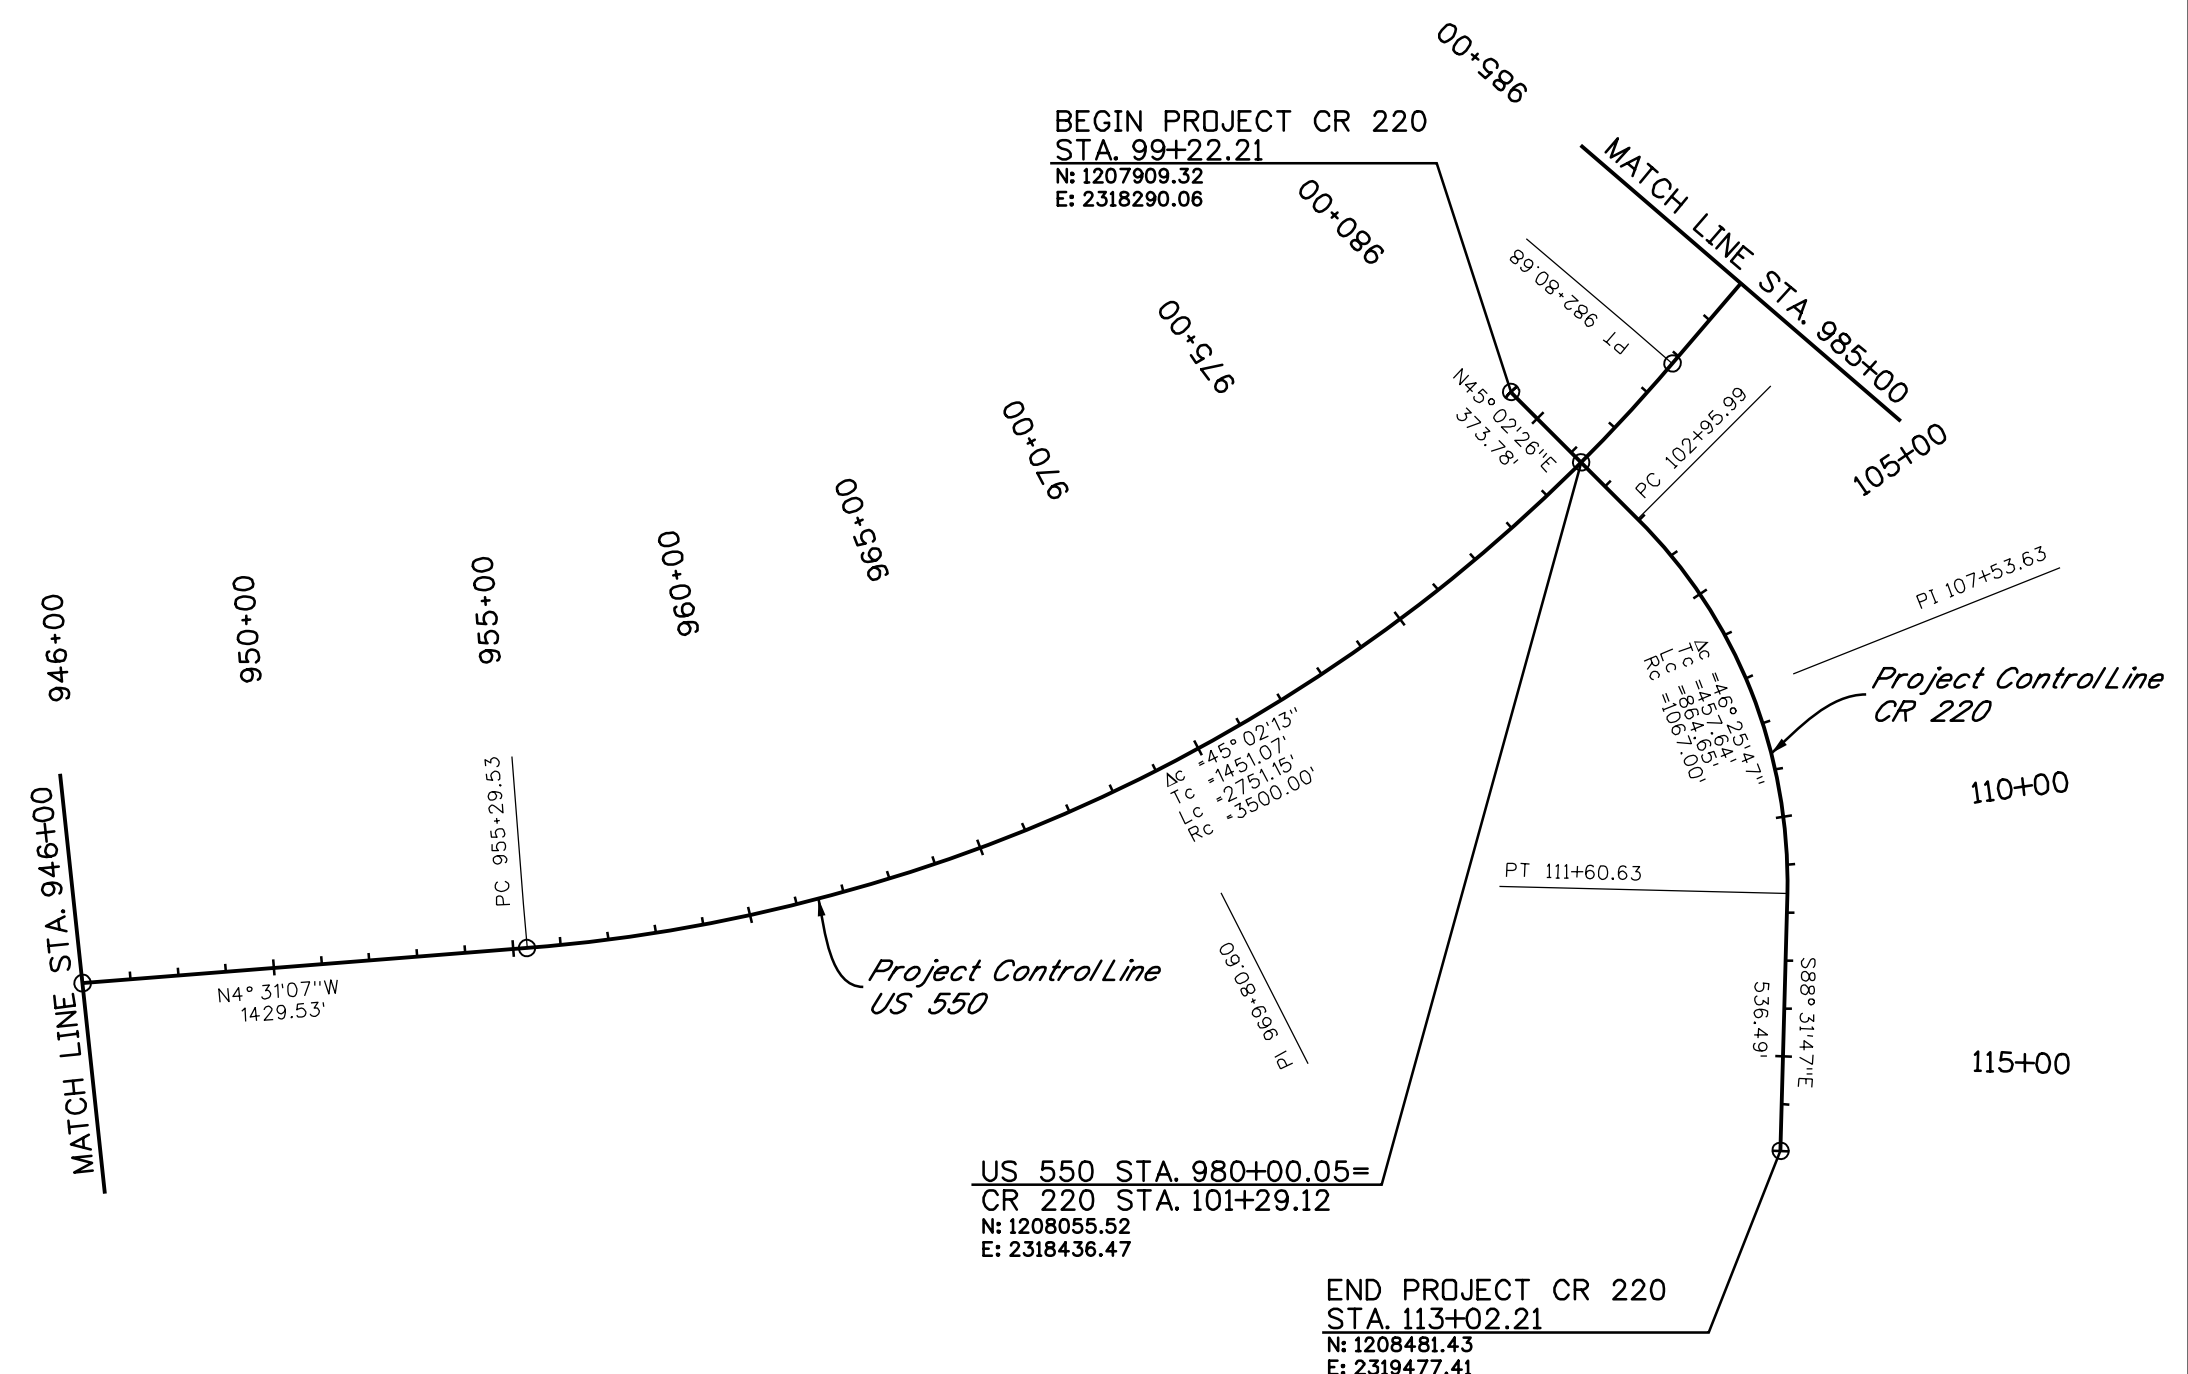 985+00
BEGIN PROJECT CR 220
STA. 99+22.21
N: 1207909.32
E: 2318290.06
MATCH LINE STA. 985+00
980+00
PT 982+80.68
975+00
N45° 02'26"E
373.78'
PC 102+95.99
105+00
970+00
965+00
960+00
955+00
950+00
946+00
PI 107+53.63
Δc =46° 25'47"
Tc =457.64'
Lc =864.65'
Rc =1067.00'
Project Control Line
CR 220
110+00
Δc =45° 02'13"
Tc =1451.07'
Lc =2751.15'
Rc =3500.00'
PC 955+29.53
MATCH LINE STA. 946+00
PT 111+60.63
N4° 31'07"W
1429.53'
Project Control Line
US 550
PI 969+80.60
S88° 31'47"E
536.49'
115+00
US 550 STA. 980+00.05=
CR 220 STA. 101+29.12
N: 1208055.52
E: 2318436.47
END PROJECT CR 220
STA. 113+02.21
N: 1208481.43
E: 2319477.41